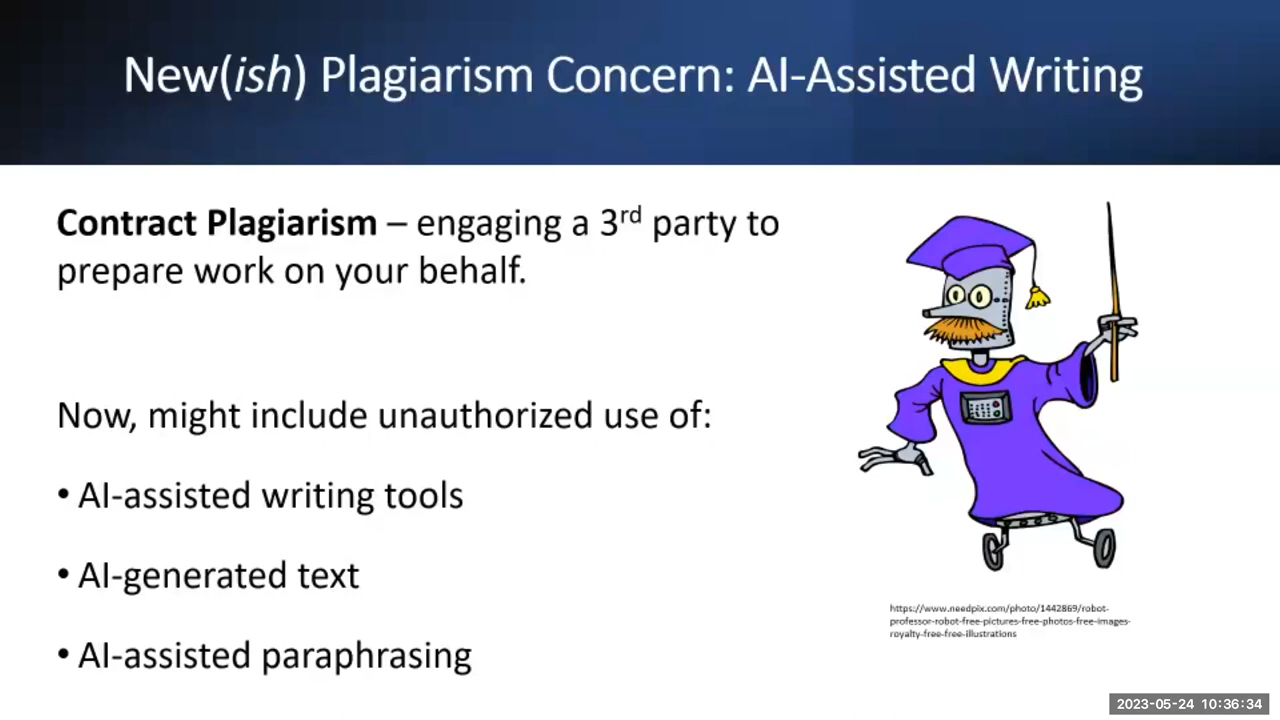 New(ish) Plagiarism Concern: AI-Assisted Writing
Contract Plagiarism – engaging a 3rd party to
prepare work on your behalf.
Now, might include unauthorized use of:
• AI-assisted writing tools
• AI-generated text
• AI-assisted paraphrasing
https://www.needpix.com/photo/1442869/robot-
professor-robot-free-pictures-free-photos-free-images-
royalty-free-free-illustrations
2023-05-24 10:36:34